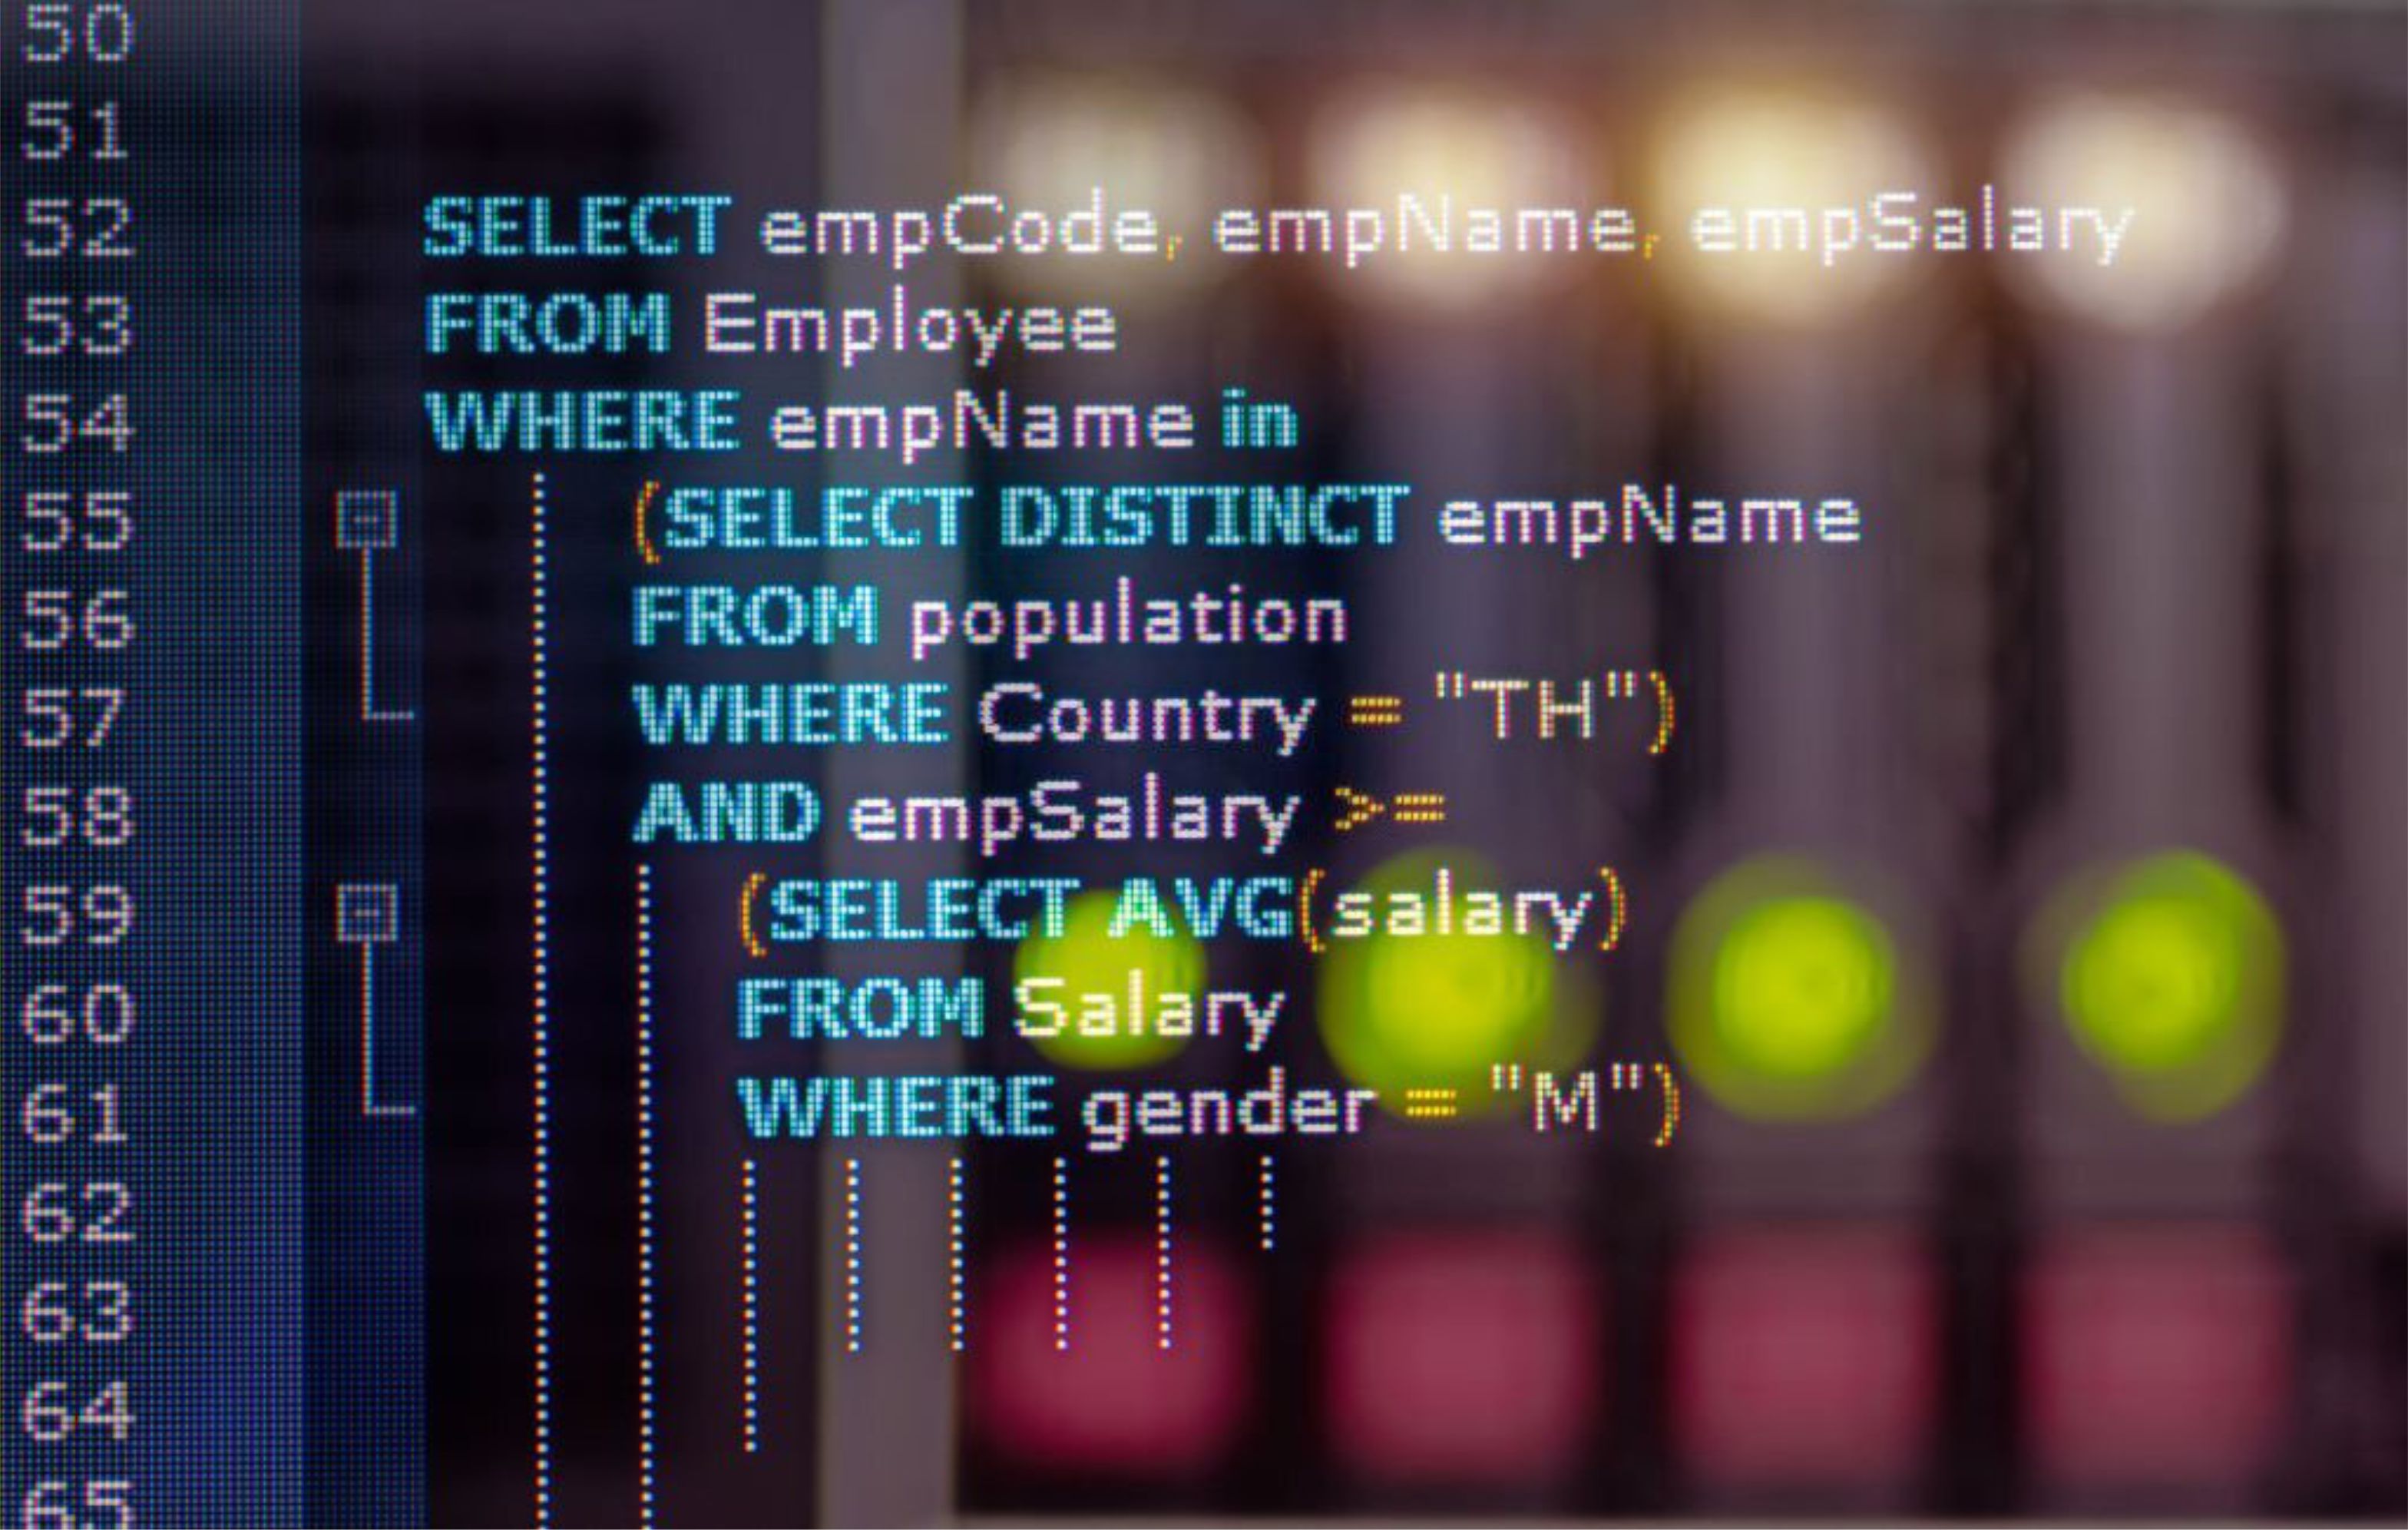 50
51
52 SELECT empCode, empName, empSalary
53 FROM Employee
54 WHERE empName in
55 (SELECT DISTINCT empName
56 FROM population
57 WHERE Country = "TH")
58 AND empSalary >=
59 (SELECT AVG(salary)
60 FROM Salary
61 WHERE gender = "M")
62
63
64
65